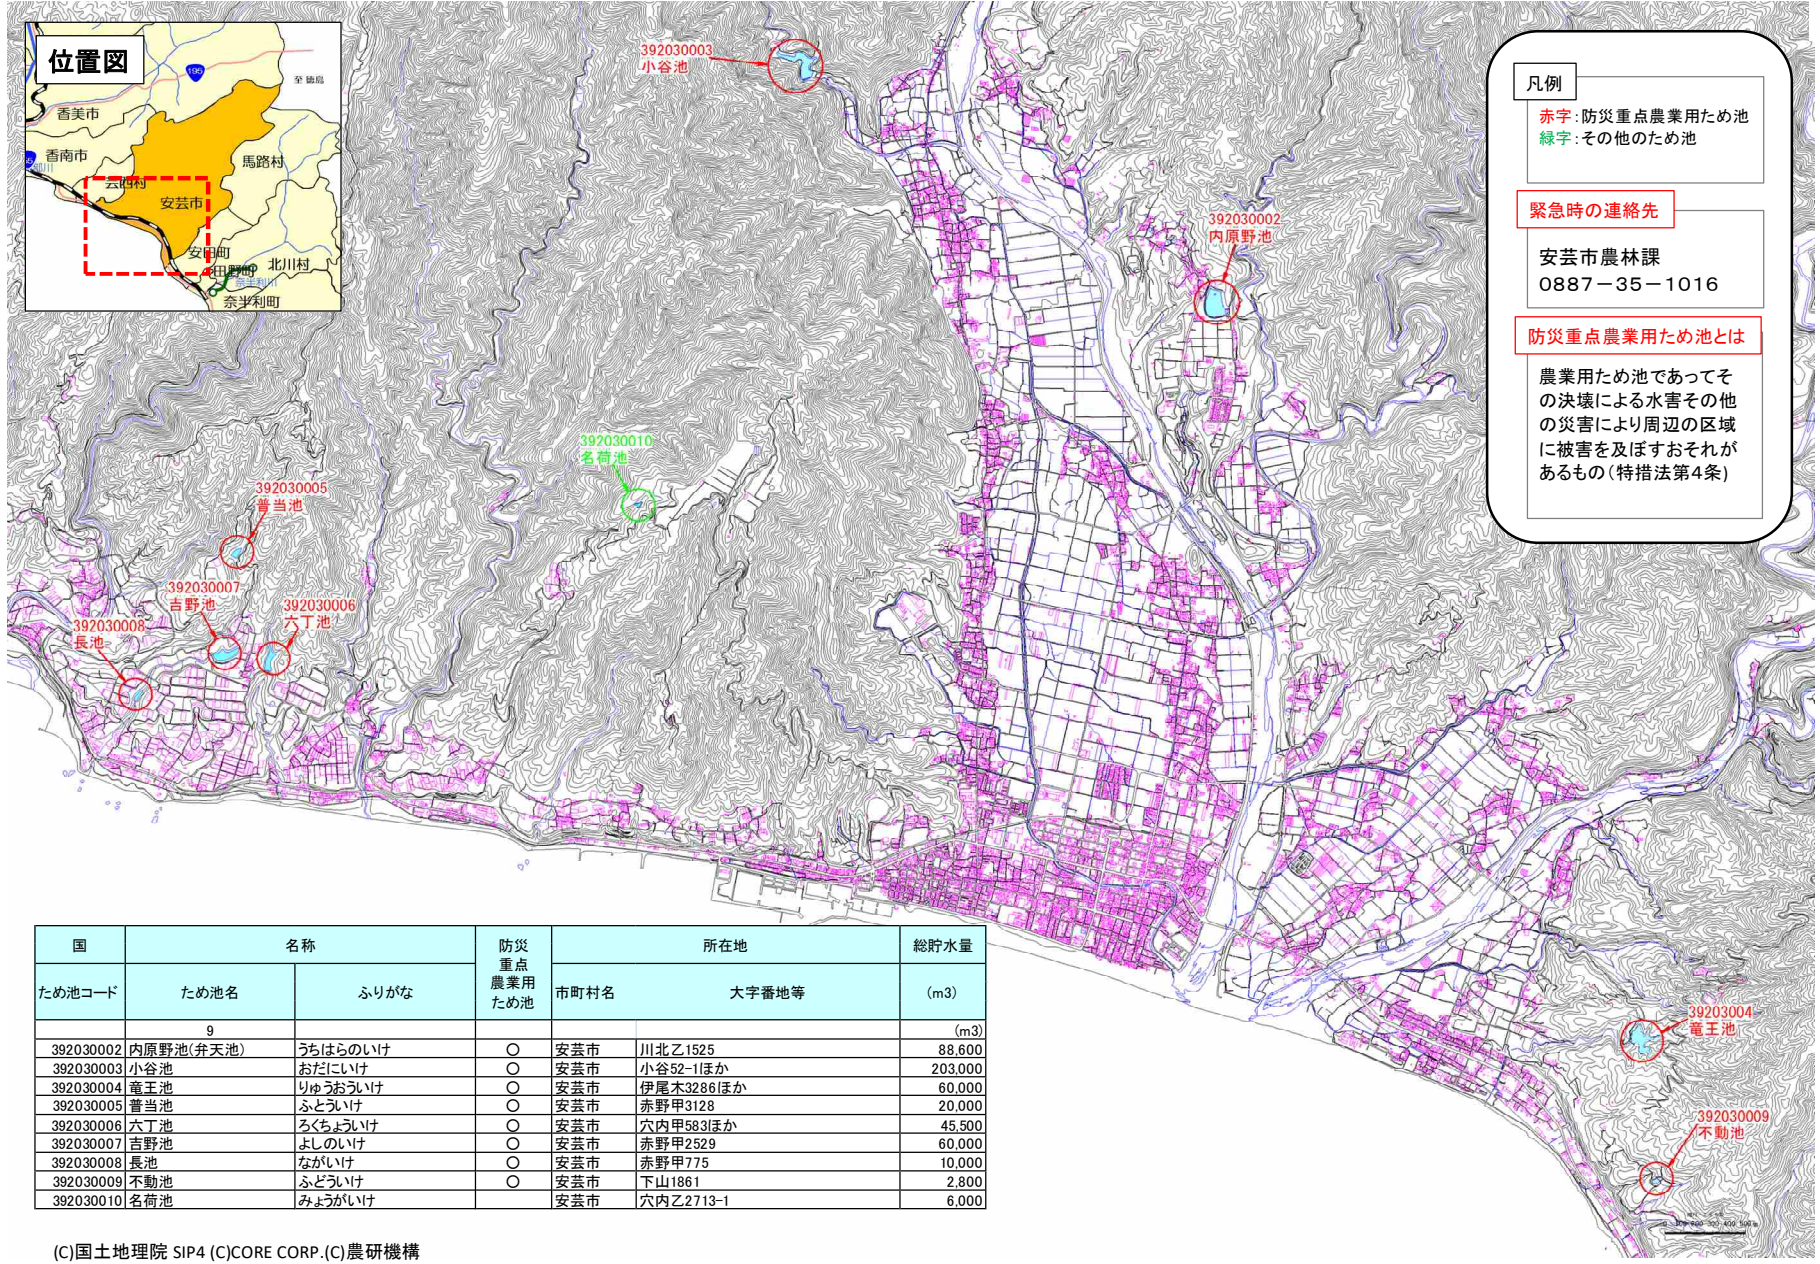 位置図
195
至 徳島
香美市
香南市
馬路村
芸西村
安芸市
安田町
田野町
北川村
奈半利川
奈半利町
392030003
小谷池
392030002
内原野池
392030010
名荷池
392030005
普当池
392030007
吉野池
392030006
六丁池
392030008
長池
39203004
竜王池
392030009
不動池
凡例
赤字:防災重点農業用ため池
緑字:その他のため池
緊急時の連絡先
安芸市農林課
0887-35-1016
防災重点農業用ため池とは
農業用ため池であってそ
の決壊による水害その他
の災害により周辺の区域
に被害を及ぼすおそれが
あるもの(特措法第4条)
国 名称 防災重点農業用ため池 所在地 総貯水量
ため池コード ため池名 ふりがな 市町村名 大字番地等 (m3)
9 (m3)
392030002 内原野池(弁天池) うちはらのいけ ○ 安芸市 川北乙1525 88,600
392030003 小谷池 おだにいけ ○ 安芸市 小谷52-1ほか 203,000
392030004 竜王池 りゅうおういけ ○ 安芸市 伊尾木3286ほか 60,000
392030005 普当池 ふとういけ ○ 安芸市 赤野甲3128 20,000
392030006 六丁池 ろくちょういけ ○ 安芸市 穴内甲583ほか 45,500
392030007 吉野池 よしのいけ ○ 安芸市 赤野甲2529 60,000
392030008 長池 ながいけ ○ 安芸市 赤野甲775 10,000
392030009 不動池 ふどういけ ○ 安芸市 下山1861 2,800
392030010 名荷池 みょうがいけ 安芸市 穴内乙2713-1 6,000
(C)国土地理院 SIP4 (C)CORE CORP.(C)農研機構